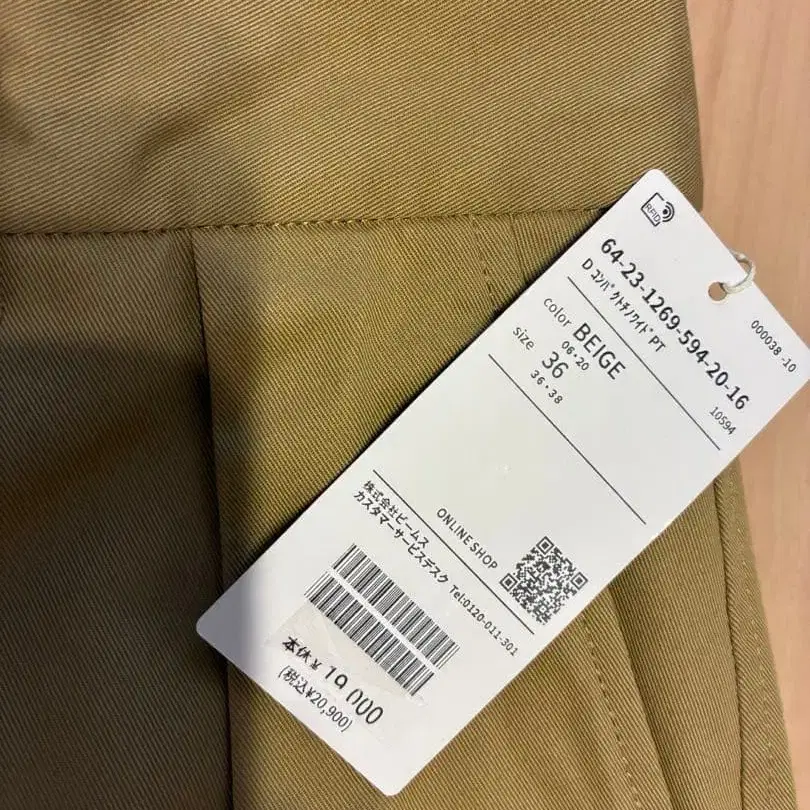 RFID
000038 -10
64-23-1269-594-20-16
D コンパクトチノワイドPT
10594
color BEIGE
06・20
size 36
36・38
ONLINE SHOP
株式会社ビームス
カスタマーサービスデスク Tel:0120-011-301
本体¥19,000
(税込¥20,900)